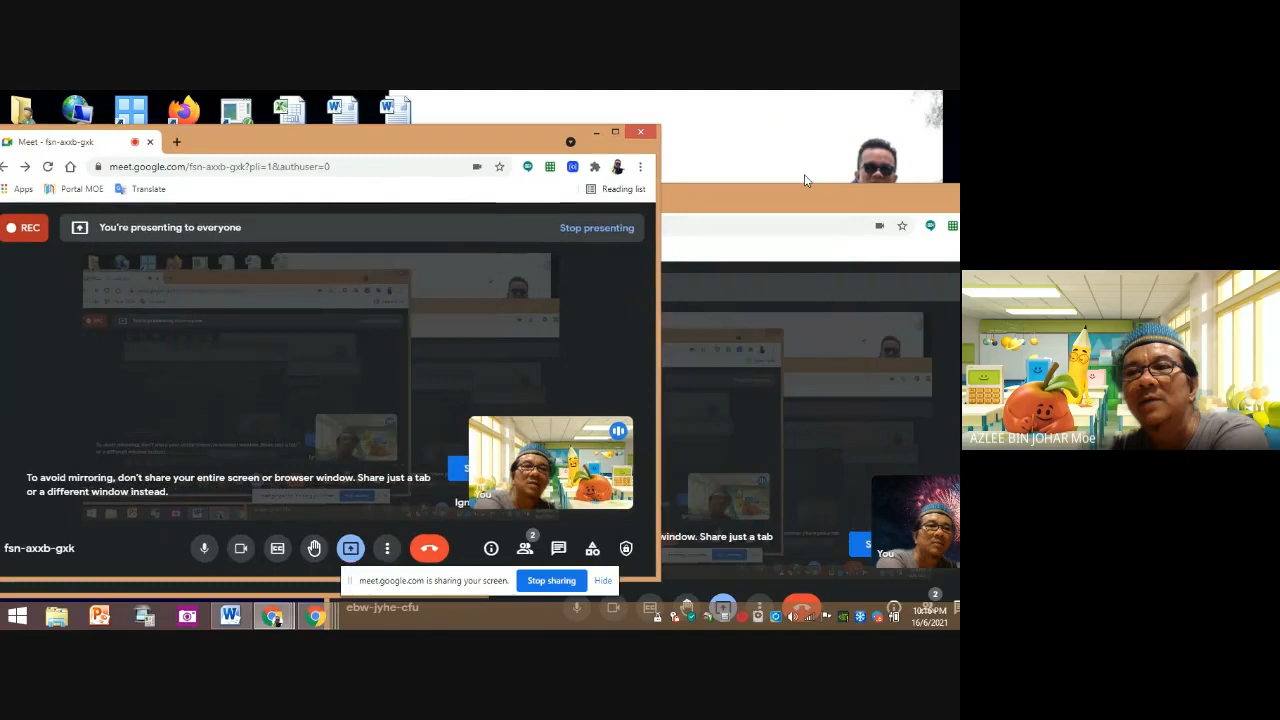 Meet - fsn-axxb-gxk
meet.google.com/fsn-axxb-gxk?pli=1&authuser=0
Apps Portal MOE Translate Reading list
REC
You're presenting to everyone
Stop presenting
To avoid mirroring, don't share your entire screen or browser window. Share just a tab
or a different window instead.
You
Ign
window. Share just a tab
You
AZLEE BIN JOHAR Moe
fsn-axxb-gxk
2
meet.google.com is sharing your screen.
Stop sharing
Hide
ebw-jyhe-cfu
2
16/6/2021